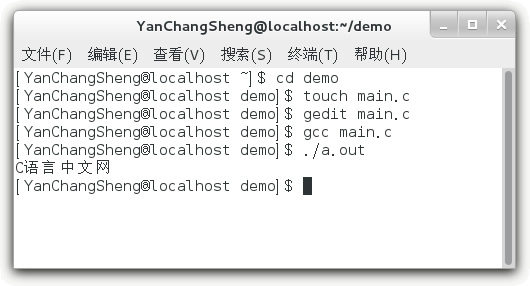 YanChangSheng@localhost:~/demo
文件(F) 编辑(E) 查看(V) 搜索(S) 终端(T) 帮助(H)
[YanChangSheng@localhost ~]$ cd demo
[YanChangSheng@localhost demo]$ touch main.c
[YanChangSheng@localhost demo]$ gedit main.c
[YanChangSheng@localhost demo]$ gcc main.c
[YanChangSheng@localhost demo]$ ./a.out
C语言中文网
[YanChangSheng@localhost demo]$